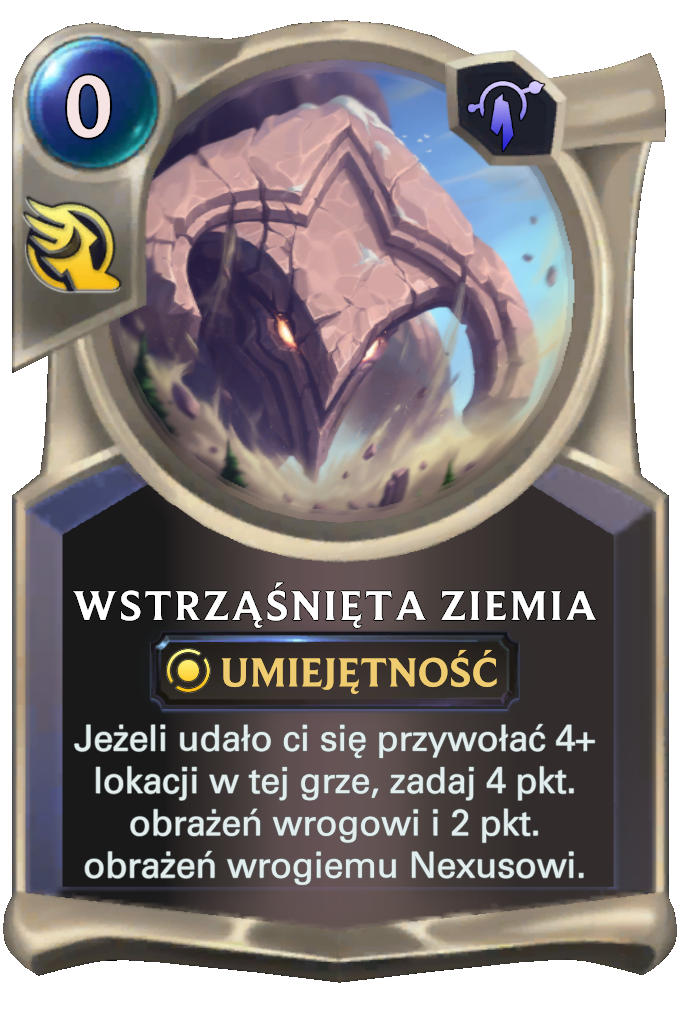 0
WSTRZĄŚNIĘTA ZIEMIA
UMIEJĘTNOŚĆ
Jeżeli udało ci się przywołać 4+
lokacji w tej grze, zadaj 4 pkt.
obrażeń wrogowi i 2 pkt.
obrażeń wrogiemu Nexusowi.